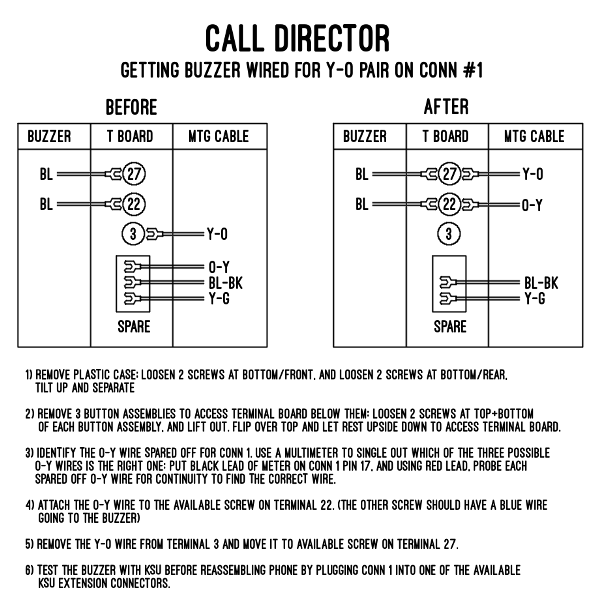 CALL DIRECTOR
GETTING BUZZER WIRED FOR Y-O PAIR ON CONN #1
BEFORE
BUZZER T BOARD MTG CABLE
BL 27
BL 22
3 Y-O
O-Y
BL-BK
Y-G
SPARE
AFTER
BUZZER T BOARD MTG CABLE
BL 27 Y-O
BL 22 O-Y
3
BL-BK
Y-G
SPARE
1) REMOVE PLASTIC CASE: LOOSEN 2 SCREWS AT BOTTOM/FRONT, AND LOOSEN 2 SCREWS AT BOTTOM/REAR,
TILT UP AND SEPARATE
2) REMOVE 3 BUTTON ASSEMBLIES TO ACCESS TERMINAL BOARD BELOW THEM: LOOSEN 2 SCREWS AT TOP+BOTTOM
OF EACH BUTTON ASSEMBLY, AND LIFT OUT. FLIP OVER TOP AND LET REST UPSIDE DOWN TO ACCESS TERMINAL BOARD.
3) IDENTIFY THE O-Y WIRE SPARED OFF FOR CONN 1. USE A MULTIMETER TO SINGLE OUT WHICH OF THE THREE POSSIBLE
O-Y WIRES IS THE RIGHT ONE: PUT BLACK LEAD OF METER ON CONN 1 PIN 17, AND USING RED LEAD, PROBE EACH
SPARED OFF O-Y WIRE FOR CONTINUITY TO FIND THE CORRECT WIRE.
4) ATTACH THE O-Y WIRE TO THE AVAILABLE SCREW ON TERMINAL 22. (THE OTHER SCREW SHOULD HAVE A BLUE WIRE
GOING TO THE BUZZER)
5) REMOVE THE Y-O WIRE FROM TERMINAL 3 AND MOVE IT TO AVAILABLE SCREW ON TERMINAL 27.
6) TEST THE BUZZER WITH KSU BEFORE REASSEMBLING PHONE BY PLUGGING CONN 1 INTO ONE OF THE AVAILABLE
KSU EXTENSION CONNECTORS.